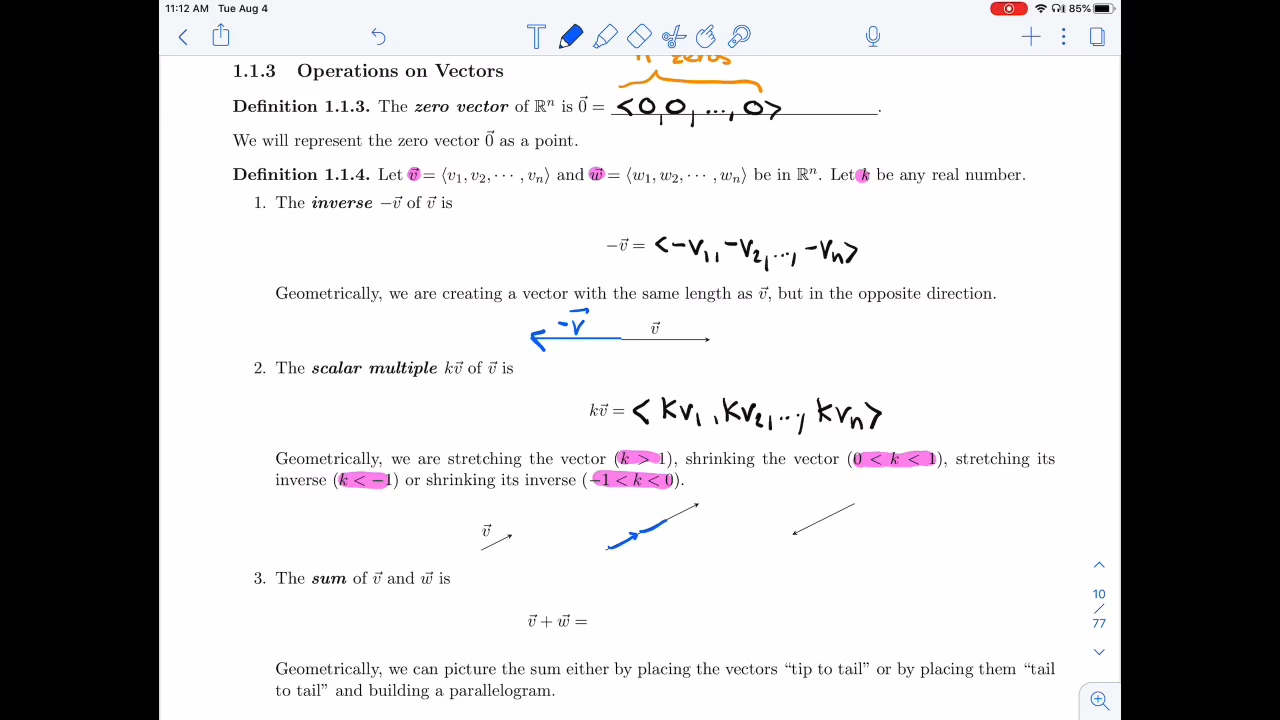 11:12 AM Tue Aug 4 85%
n zeros
1.1.3 Operations on Vectors
Definition 1.1.3. The zero vector of ℝⁿ is 0⃗ = <0,0,...,0>.
We will represent the zero vector 0⃗ as a point.
Definition 1.1.4. Let v⃗ = ⟨v₁, v₂, ⋯ , vₙ⟩ and w⃗ = ⟨w₁, w₂, ⋯ , wₙ⟩ be in ℝⁿ. Let k be any real number.
1. The inverse −v⃗ of v⃗ is
−v⃗ = <-v₁, -v₂, ..., -vₙ>
Geometrically, we are creating a vector with the same length as v⃗, but in the opposite direction.
-v⃗ v⃗
2. The scalar multiple kv⃗ of v⃗ is
kv⃗ = < kv₁, kv₂, ..., kvₙ>
Geometrically, we are stretching the vector (k > 1), shrinking the vector (0 < k < 1), stretching its
inverse (k < −1) or shrinking its inverse (−1 < k < 0).
v⃗
3. The sum of v⃗ and w⃗ is
v⃗ + w⃗ =
Geometrically, we can picture the sum either by placing the vectors “tip to tail” or by placing them “tail
to tail” and building a parallelogram.
10
/
77